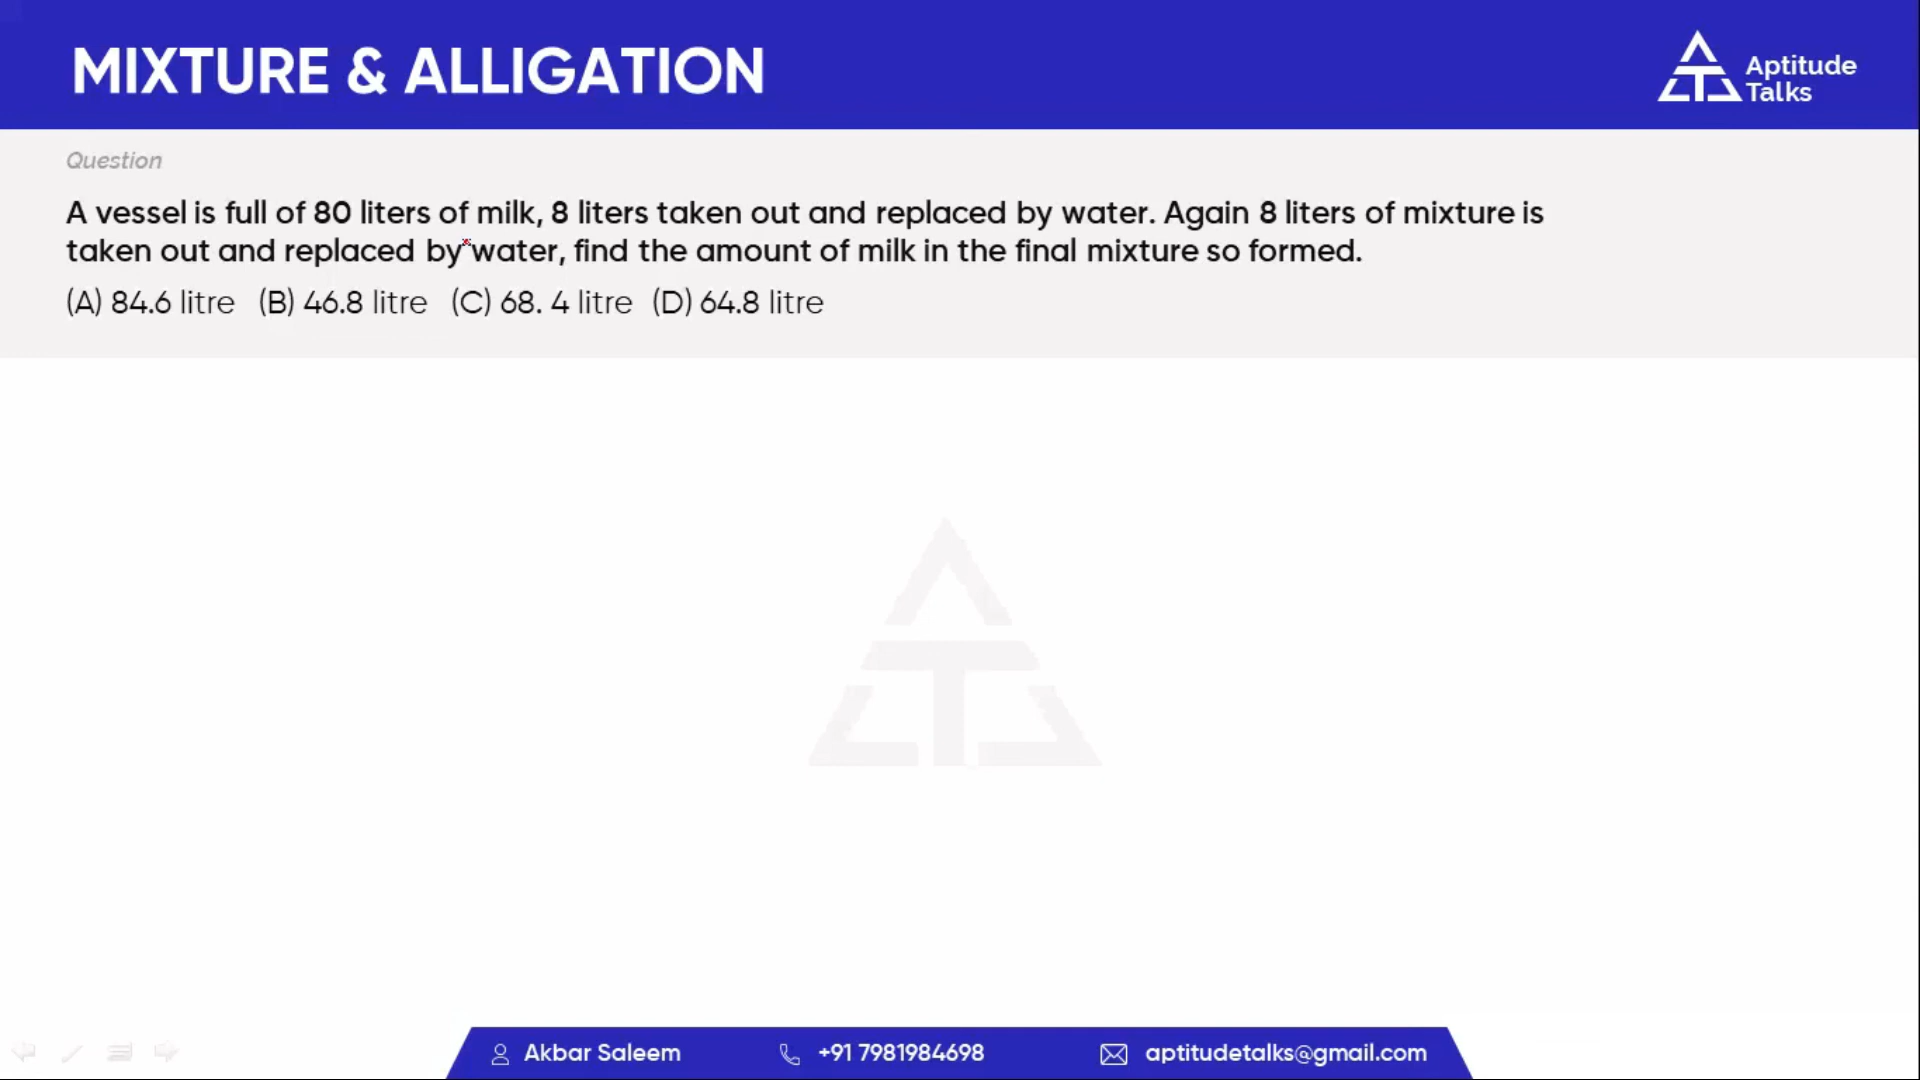 MIXTURE & ALLIGATION
Aptitude
Talks
Question
A vessel is full of 80 liters of milk, 8 liters taken out and replaced by water. Again 8 liters of mixture is
taken out and replaced by water, find the amount of milk in the final mixture so formed.
(A) 84.6 litre (B) 46.8 litre (C) 68. 4 litre (D) 64.8 litre
Akbar Saleem
+91 7981984698
aptitudetalks@gmail.com